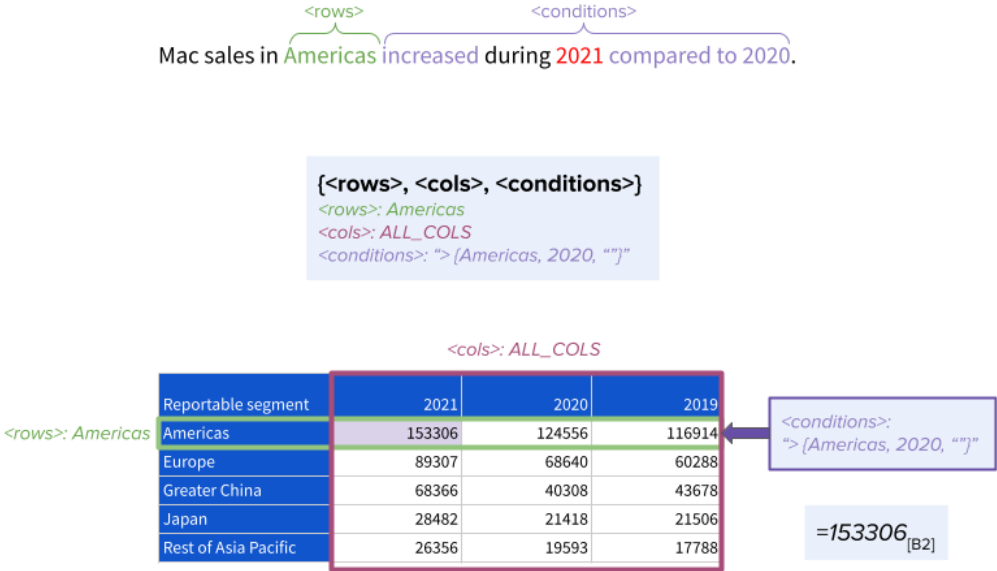 <rows> <conditions>
Mac sales in Americas increased during 2021 compared to 2020.
{<rows>, <cols>, <conditions>}
<rows>: Americas
<cols>: ALL_COLS
<conditions>: “> {Americas, 2020, “”}”
<cols>: ALL_COLS
Reportable segment 2021 2020 2019
<rows>: Americas
Americas 153306 124556 116914
Europe 89307 68640 60288
Greater China 68366 40308 43678
Japan 28482 21418 21506
Rest of Asia Pacific 26356 19593 17788
<conditions>:
“> {Americas, 2020, “”}”
=153306[B2]